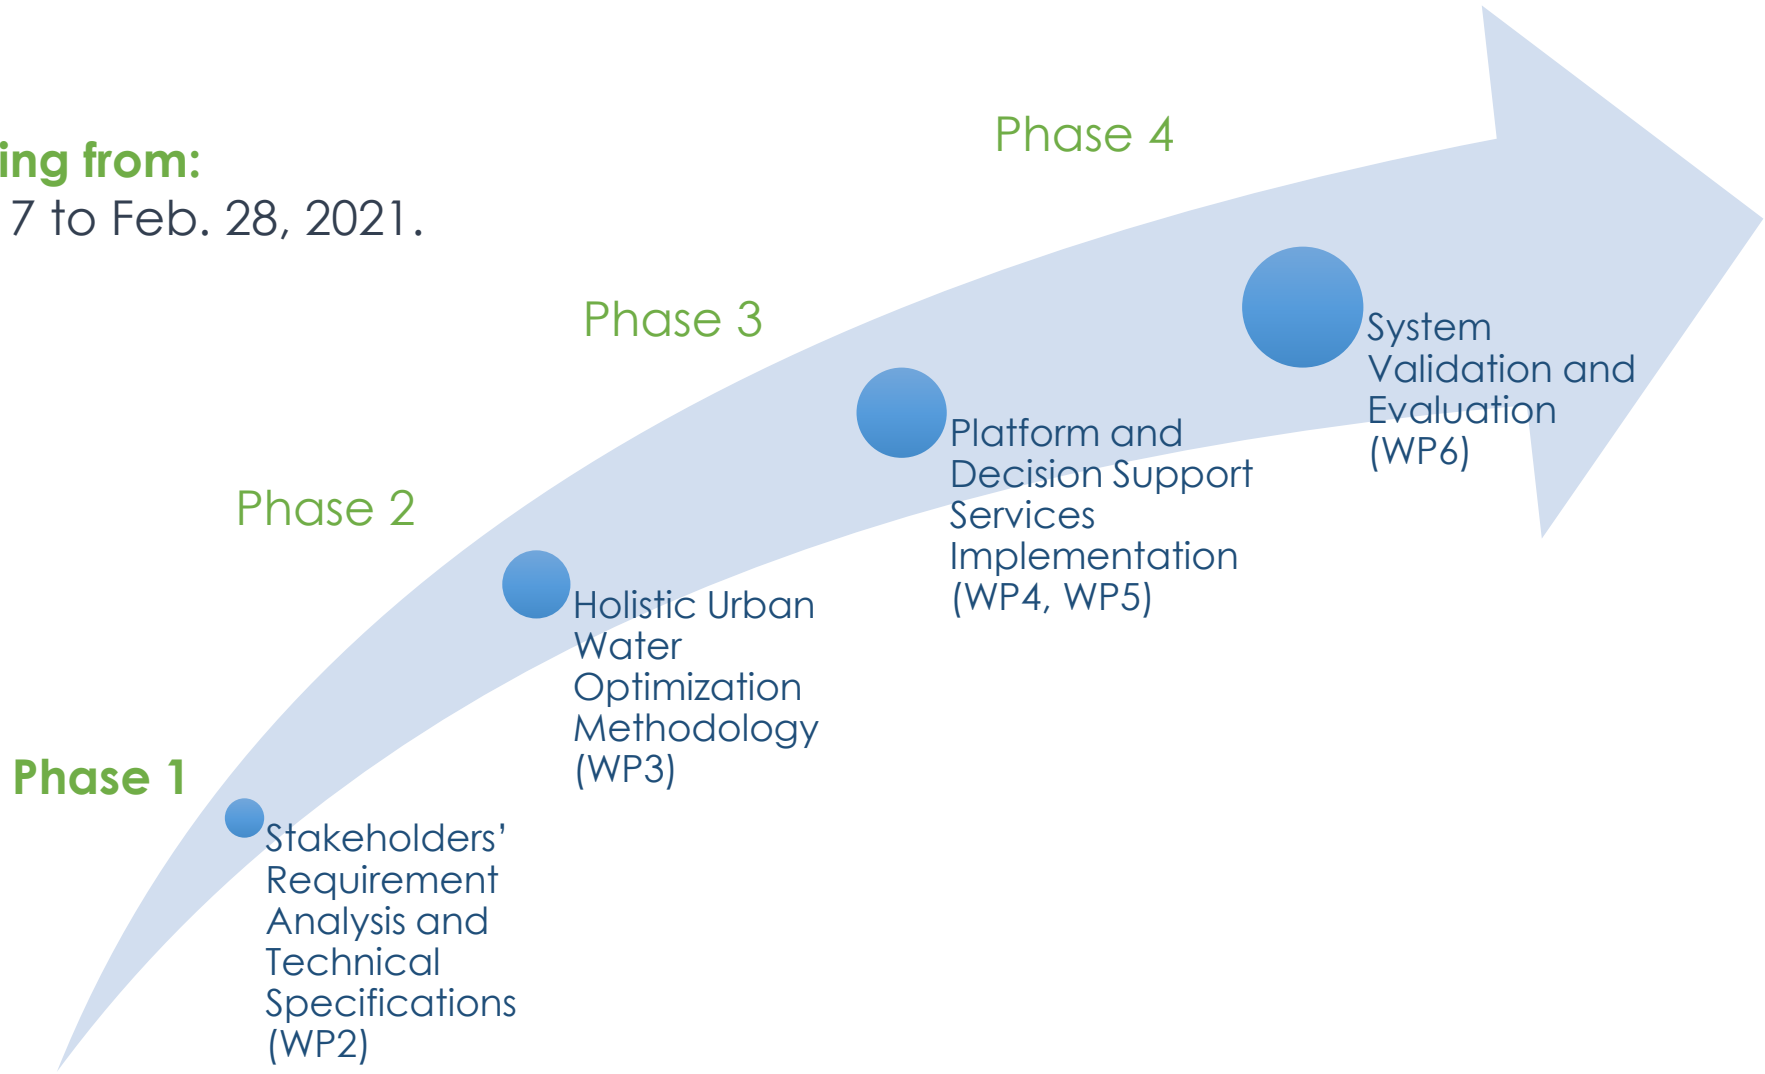 ing from:
7 to Feb. 28, 2021.
Phase 4
System
Validation and
Evaluation
(WP6)
Phase 3
Platform and
Decision Support
Services
Implementation
(WP4, WP5)
Phase 2
Holistic Urban
Water
Optimization
Methodology
(WP3)
Phase 1
Stakeholders’
Requirement
Analysis and
Technical
Specifications
(WP2)